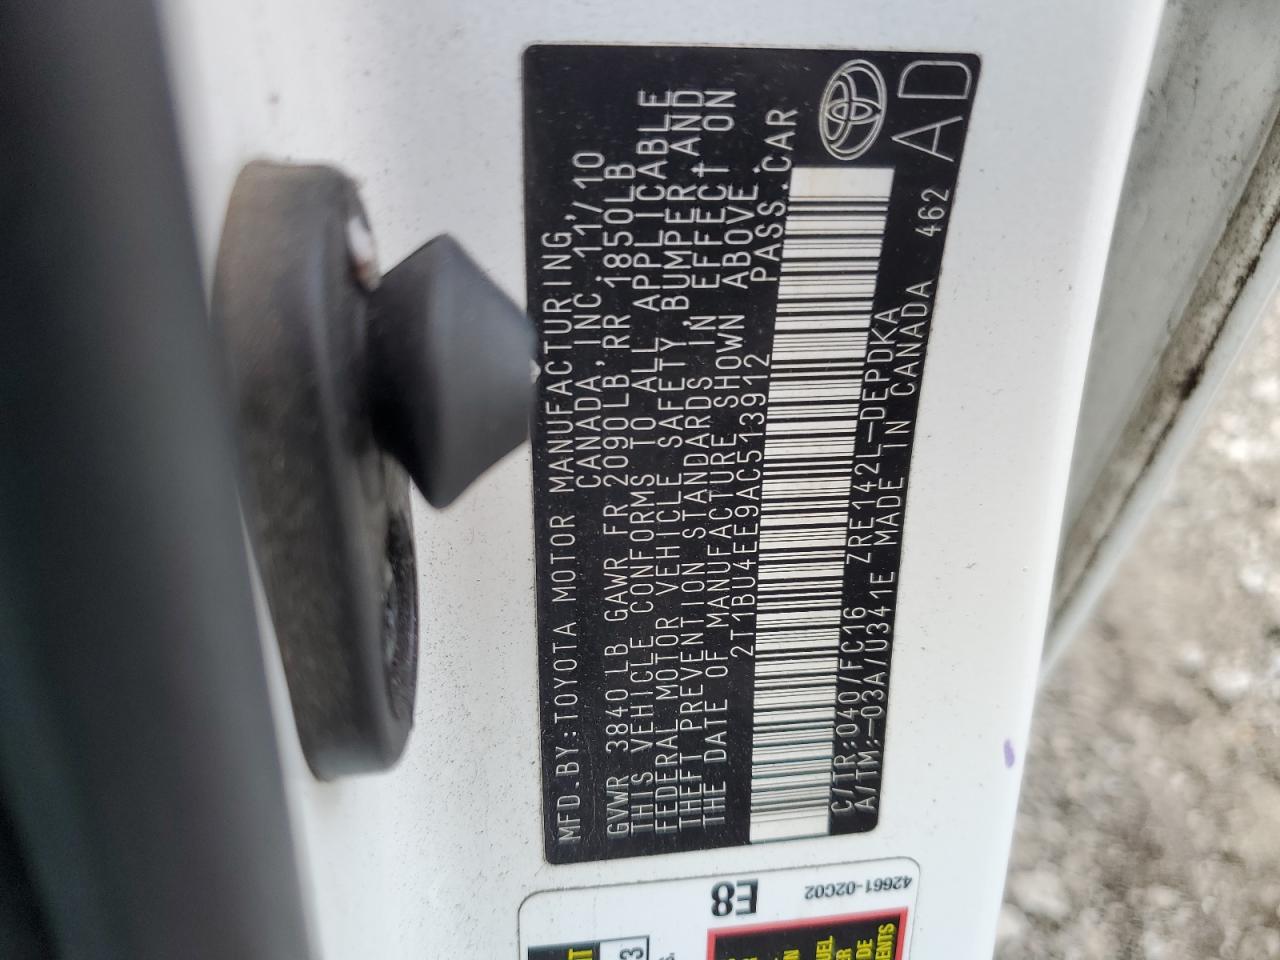 MFD.BY:TOYOTA MOTOR MANUFACTURING,
CANADA, INC. 11/10
GVWR 3840 LB GAWR FR 2090LB, RR 1850LB
THIS VEHICLE CONFORMS TO ALL APPLICABLE
FEDERAL MOTOR VEHICLE SAFETY, BUMPER, AND
THEFT PREVENTION STANDARDS IN EFFECT ON
THE DATE OF MANUFACTURE SHOWN ABOVE.
2T1BU4EE9AC513912 PASS. CAR
C/TR:040/FC16 ZRE142L-DEPDKA
A/TM:-03A/U341E MADE IN CANADA 462
AD
E8
42661-02C02